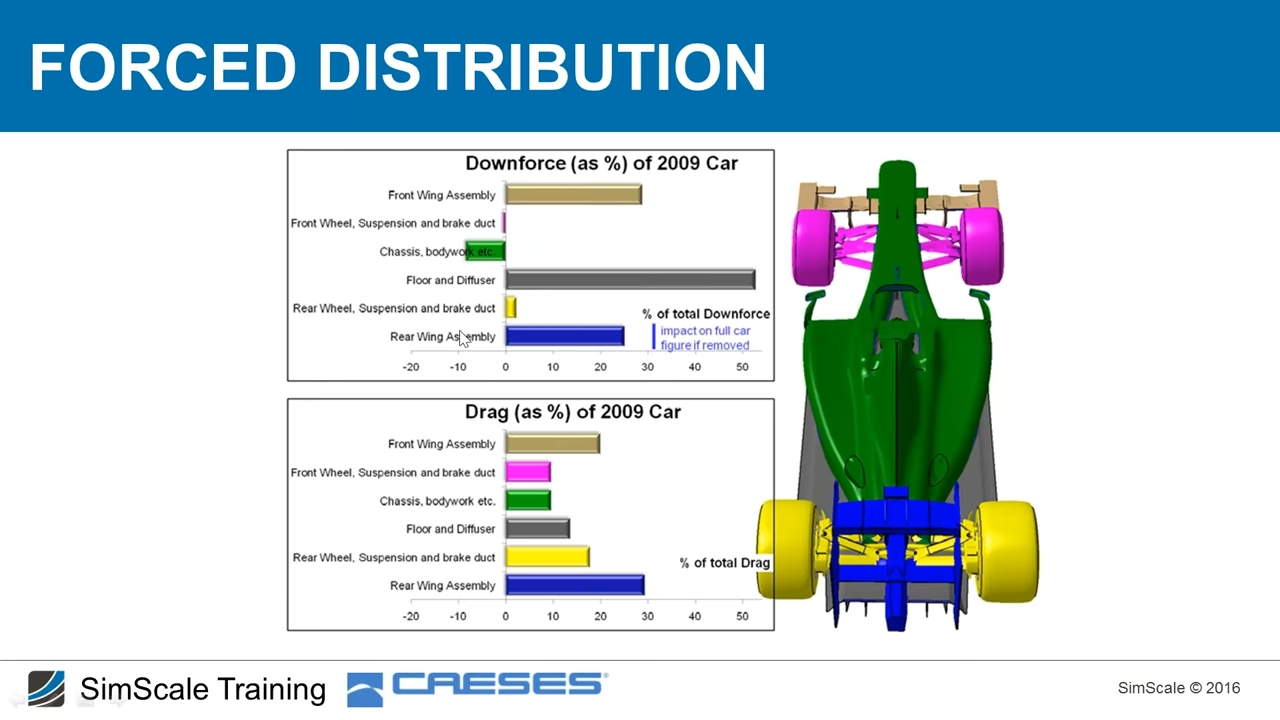 FORCED DISTRIBUTION
Downforce (as %) of 2009 Car
Front Wing Assembly
Front Wheel, Suspension and brake duct
Chassis, bodywork etc.
Floor and Diffuser
Rear Wheel, Suspension and brake duct
Rear Wing Assembly
% of total Downforce
impact on full car
figure if removed
-20 -10 0 10 20 30 40 50
Drag (as %) of 2009 Car
Front Wing Assembly
Front Wheel, Suspension and brake duct
Chassis, bodywork etc.
Floor and Diffuser
Rear Wheel, Suspension and brake duct
% of total Drag
Rear Wing Assembly
-20 -10 0 10 20 30 40 50
SimScale Training
CAESES®
SimScale © 2016